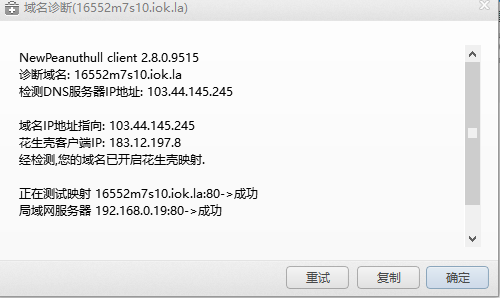 域名诊断(16552m7s10.iok.la)
NewPeanuthull client 2.8.0.9515
诊断域名: 16552m7s10.iok.la
检测DNS服务器IP地址: 103.44.145.245
域名IP地址指向: 103.44.145.245
花生壳客户端IP: 183.12.197.8
经检测,您的域名已开启花生壳映射.
正在测试映射 16552m7s10.iok.la:80->成功
局域网服务器 192.168.0.19:80->成功
重试
复制
确定